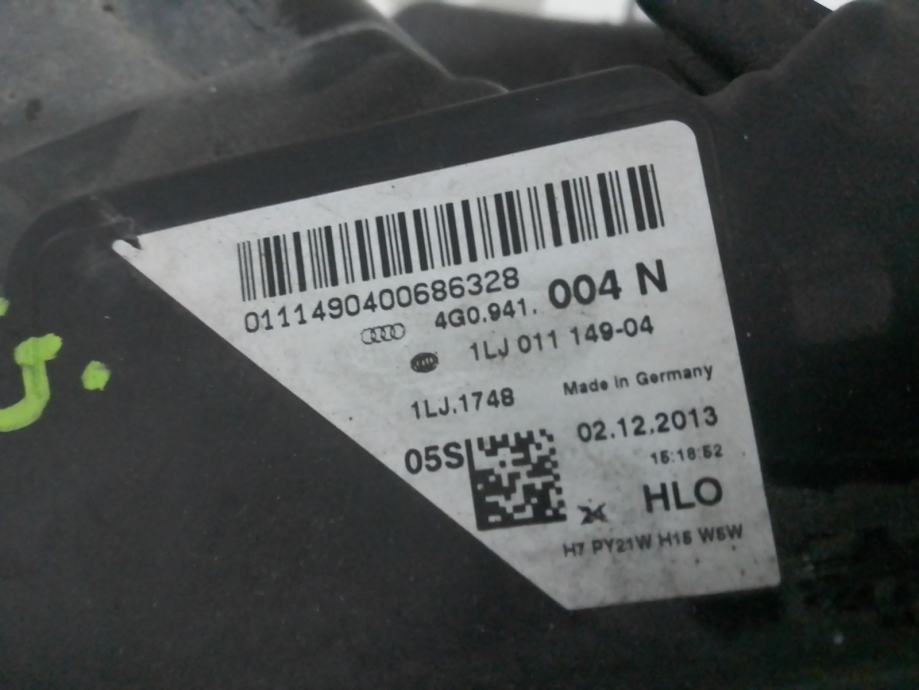 0111490400686328
4G0.941. 004 N
1LJ 011 149-04
1LJ.1748 Made in Germany
05S 02.12.2013
15:18:52
HLO
H7 PY21W H15 W5W